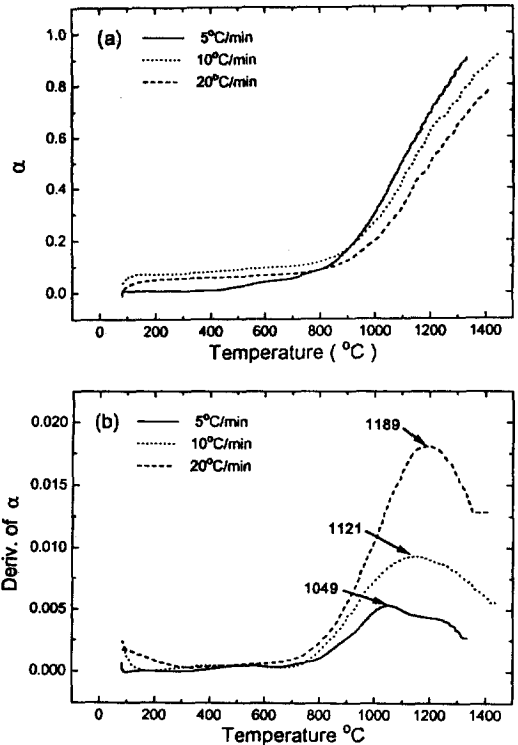 (a)
5°C/min
10°C/min
20°C/min
1.0
0.8
0.6
0.4
0.2
0.0
α
0 200 400 600 800 1000 1200 1400
Temperature ( °C )
(b)
5°C/min
10°C/min
20°C/min
1189
1121
1049
0.020
0.015
0.010
0.005
0.000
Deriv. of α
0 200 400 600 800 1000 1200 1400
Temperature °C